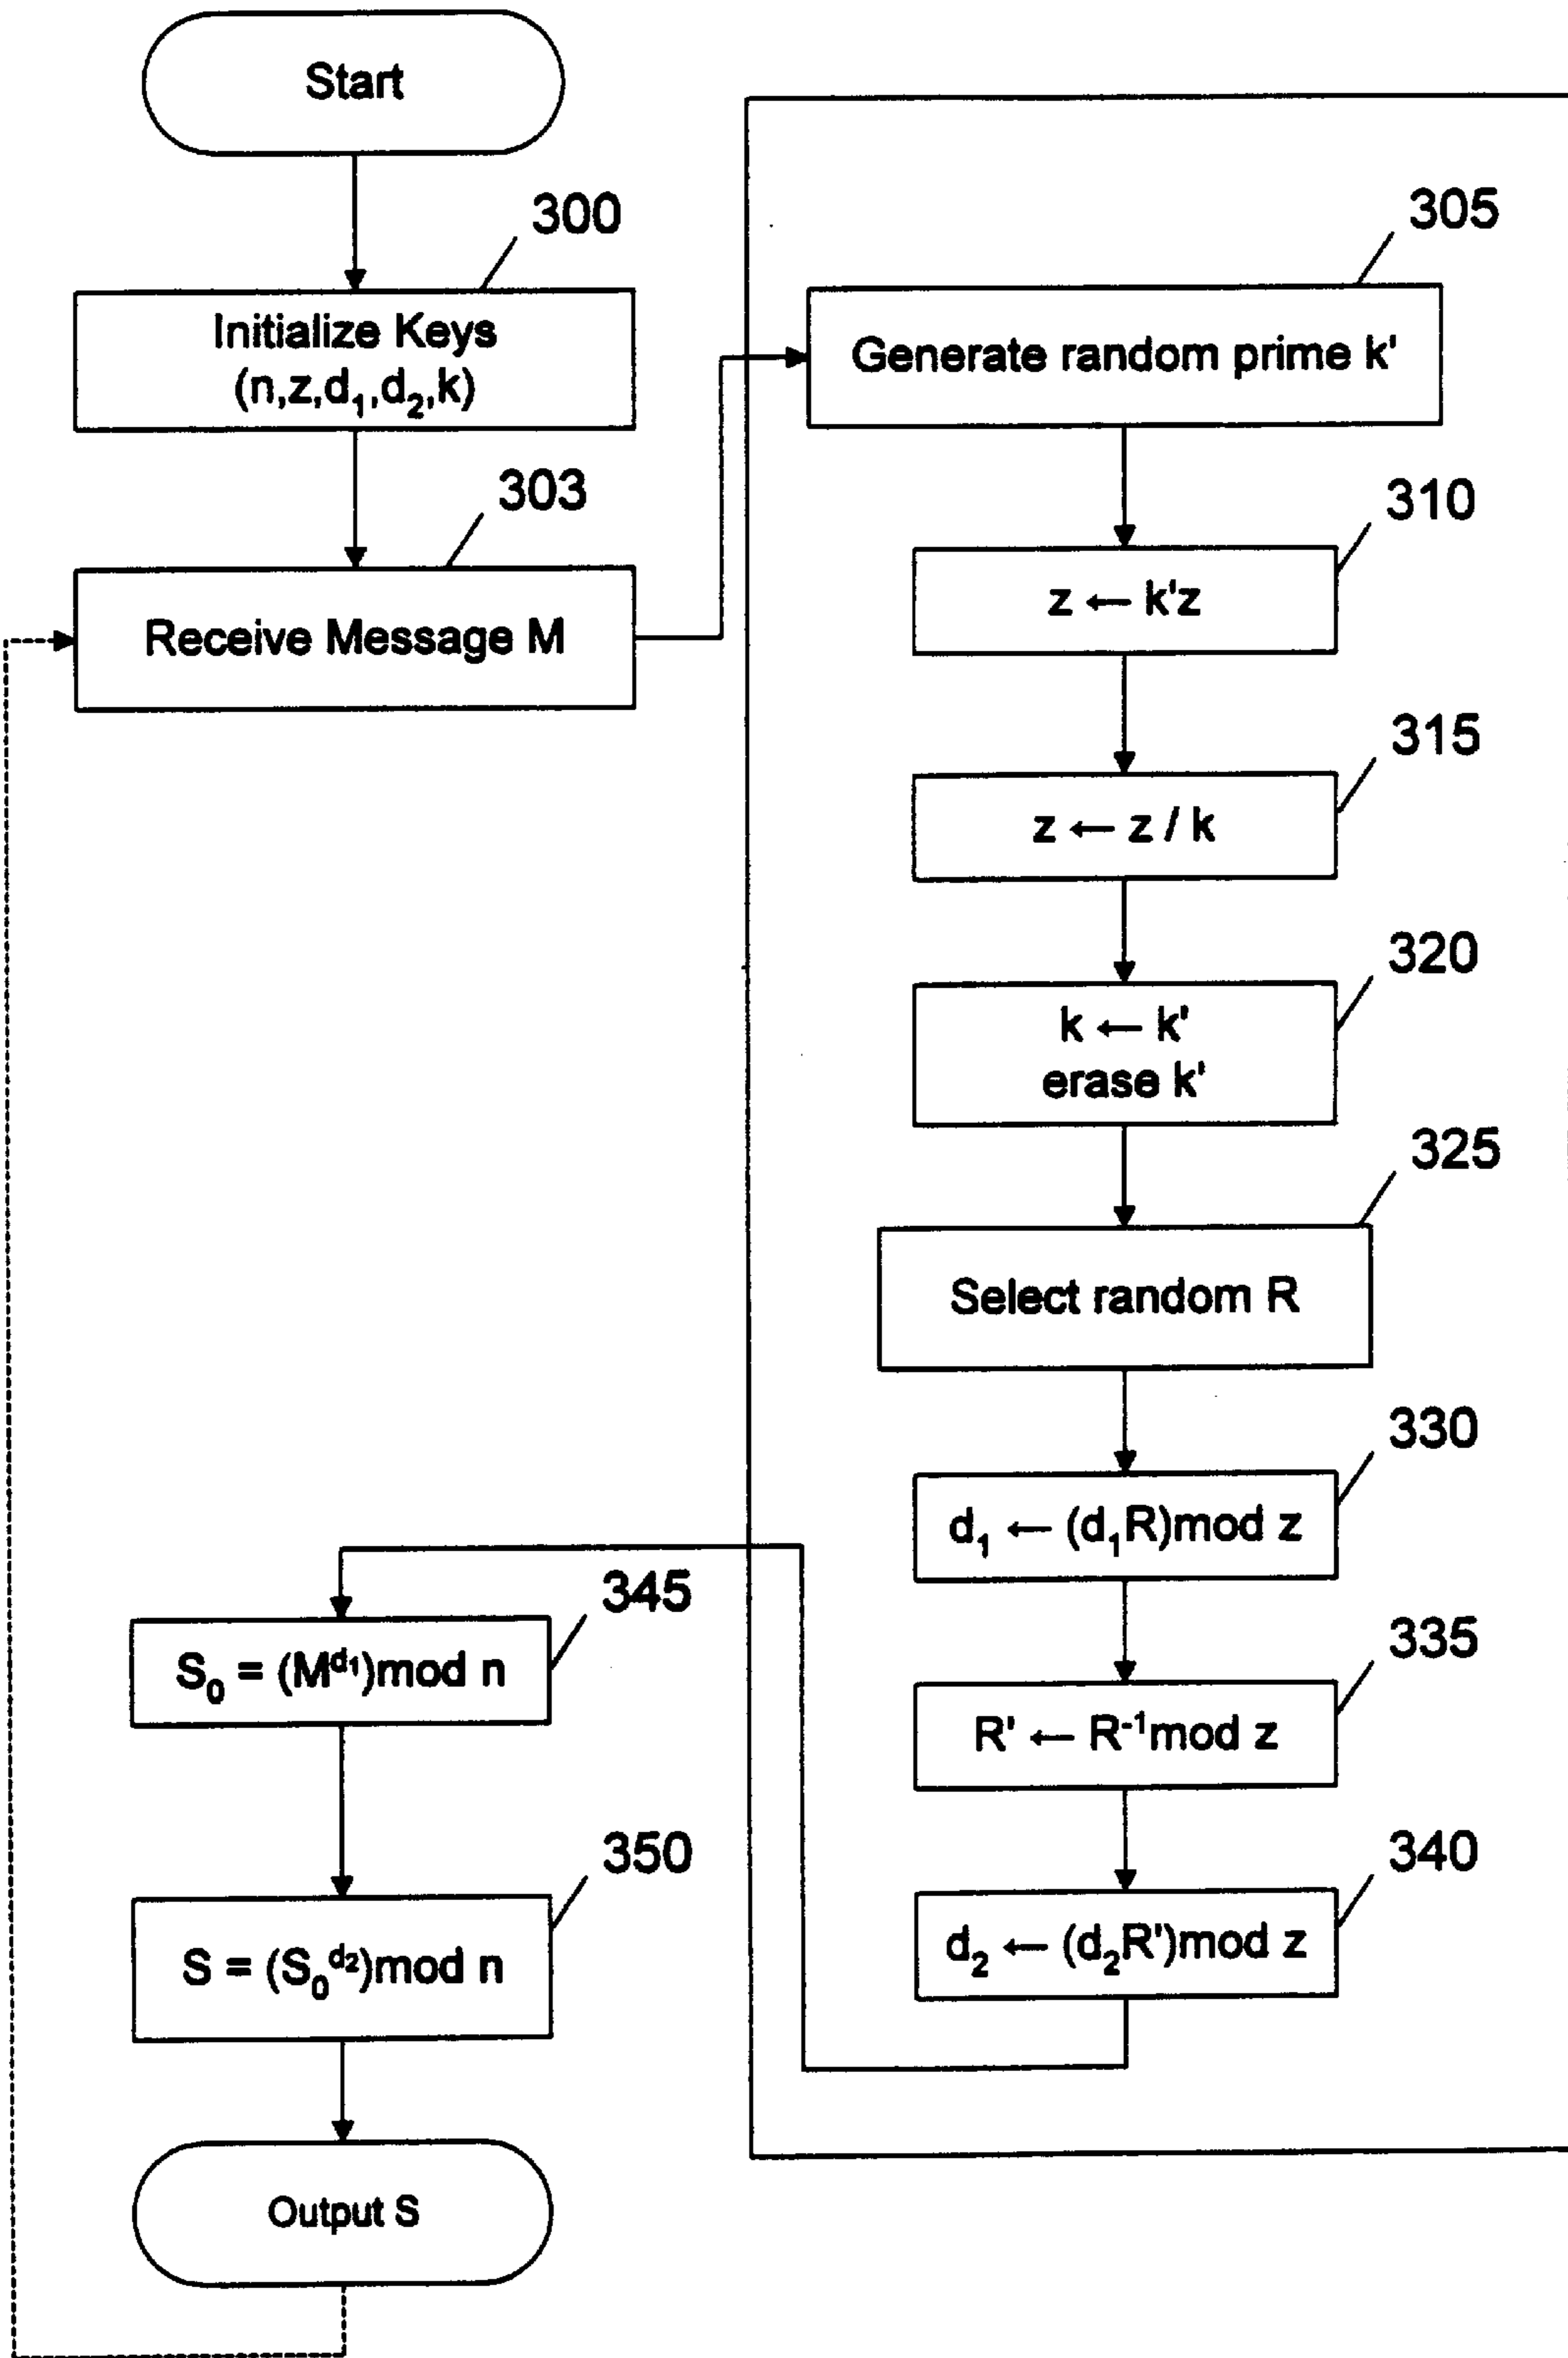 Start
300
Initialize Keys
(n,z,d₁,d₂,k)
303
Receive Message M
305
Generate random prime k'
310
z ← k'z
315
z ← z / k
320
k ← k'
erase k'
325
Select random R
330
d₁ ← (d₁R)mod z
335
R' ← R⁻¹mod z
340
d₂ ← (d₂R')mod z
345
S₀ = (M^d₁)mod n
350
S = (S₀^d₂)mod n
Output S